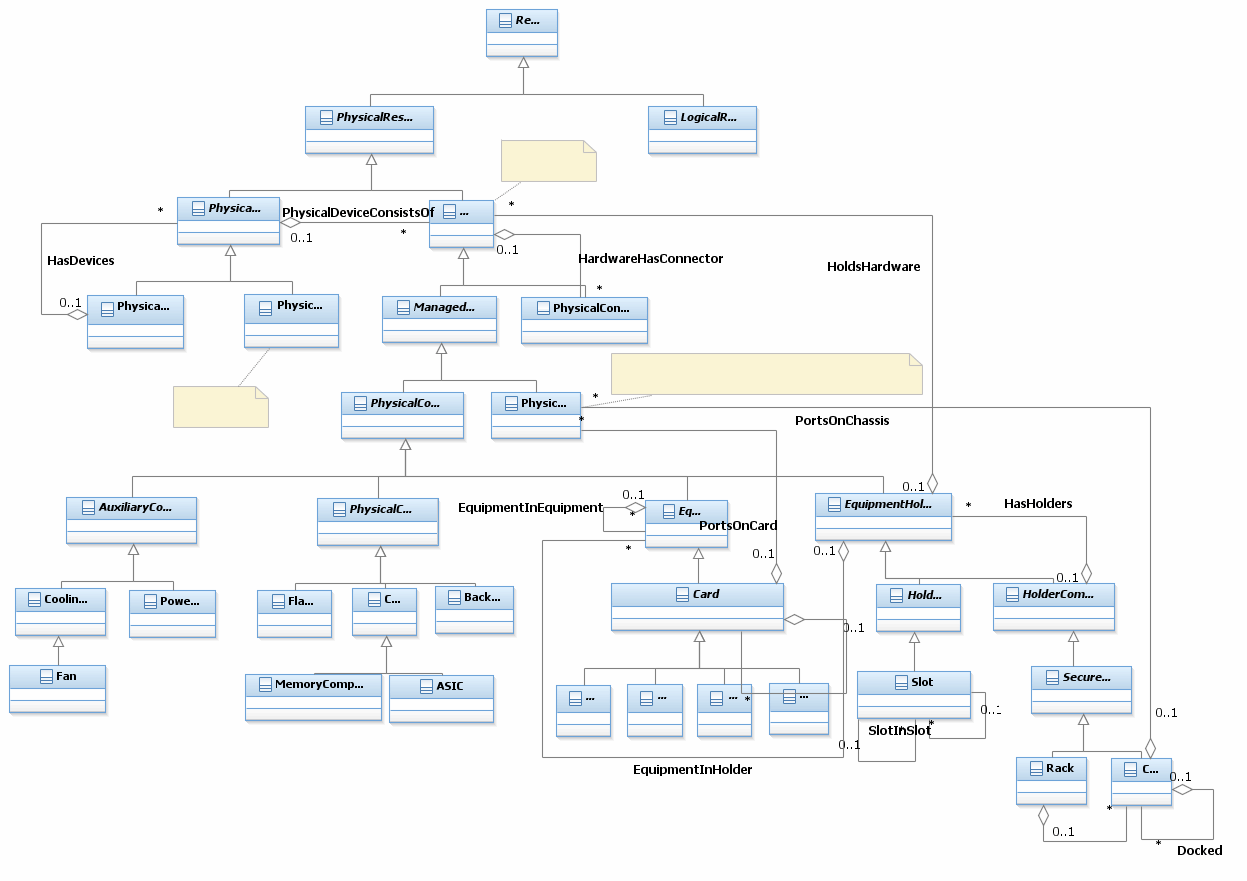 Re...
PhysicalRes...
LogicalR...
*
Physica...
PhysicalDeviceConsistsOf
...
*
0..1
*
0..1
HasDevices
HardwareHasConnector
HoldsHardware
0..1
Physica...
Physic...
Managed...
*
PhysicalCon...
PhysicalCo...
Physic...
*
*
PortsOnChassis
0..1
EquipmentHol...
*
HasHolders
AuxiliaryCo...
PhysicalC...
EquipmentInEquipment
0..1
*
Eq...
PortsOnCard
*
0..1
0..1
0..1
Coolin...
Powe...
Fla...
C...
Back...
Card
Hold...
HolderCom...
0..1
Fan
MemoryComp...
ASIC
...
...
...
*
...
Slot
Secure...
0..1
0..1
*
SlotInSlot
*
0..1
EquipmentInHolder
Rack
C...
0..1
*
0..1
*
Docked